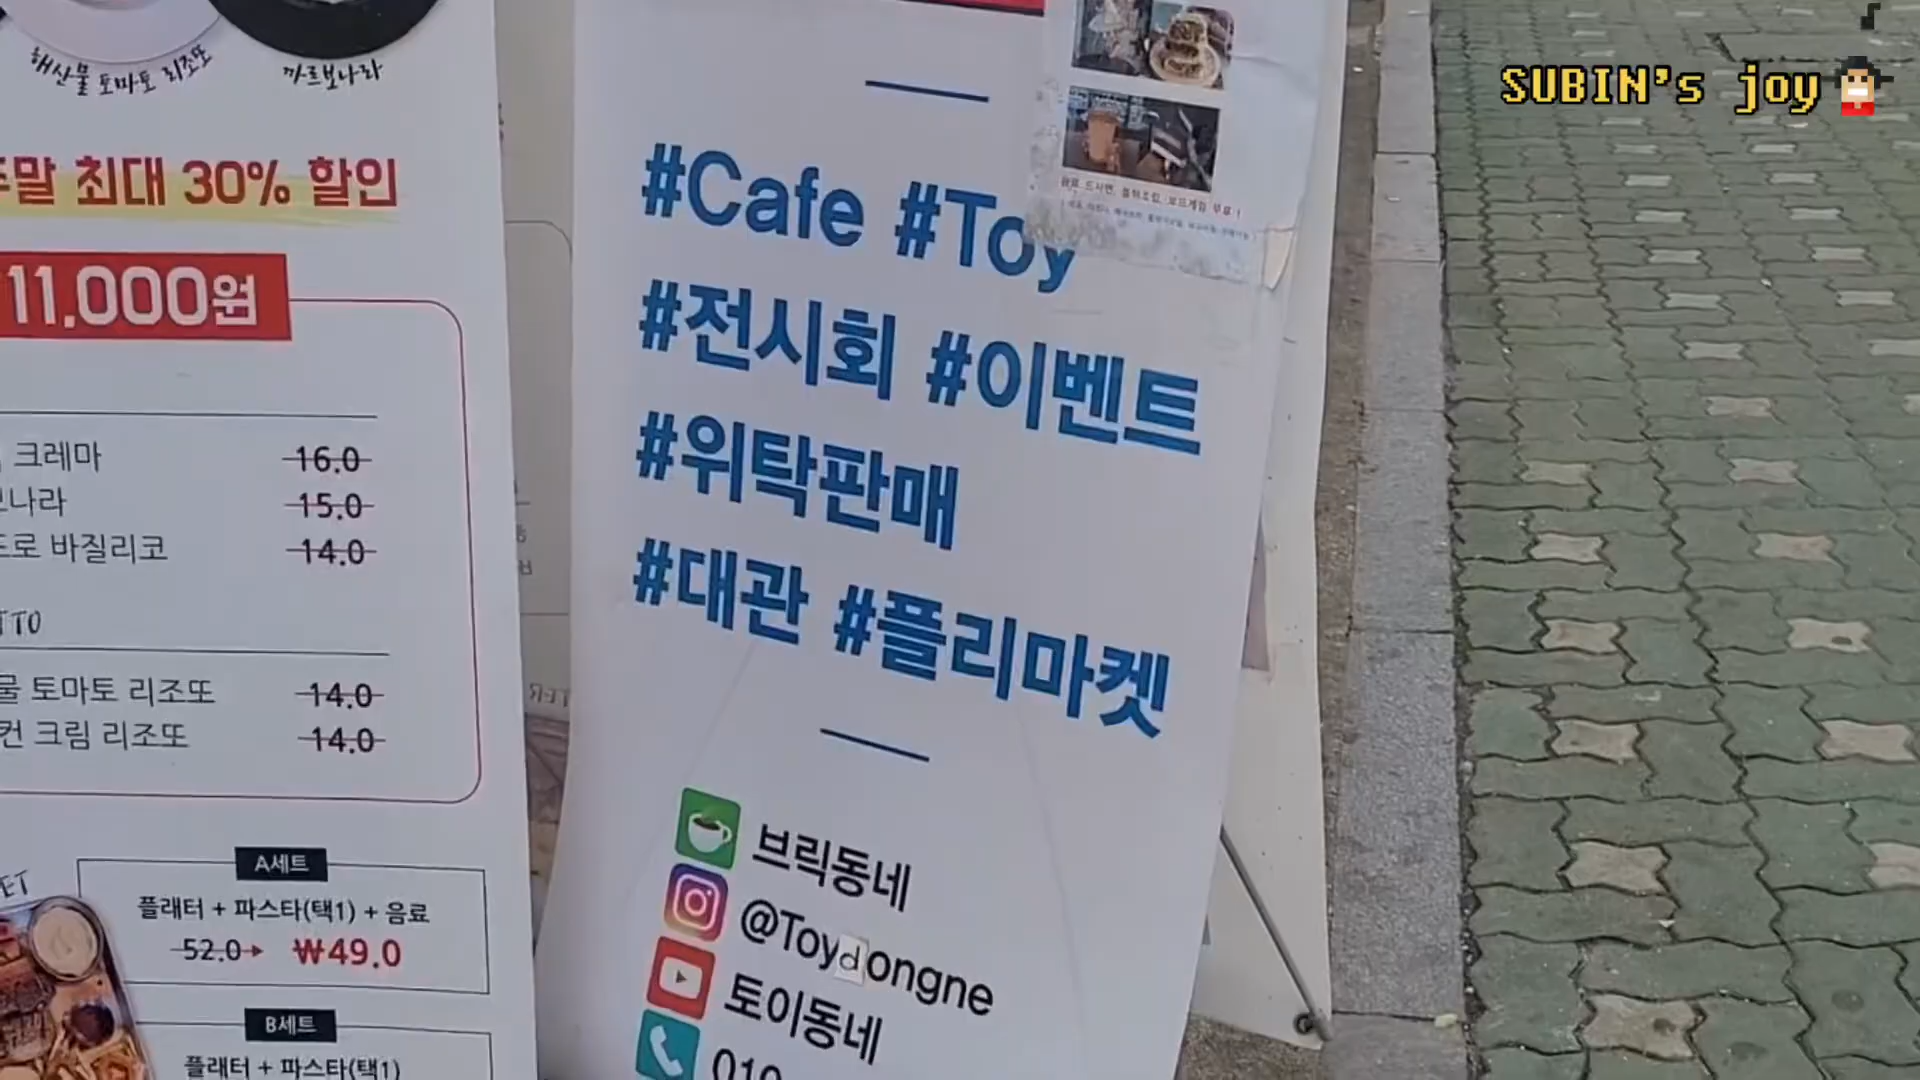 SUBIN's joy
해산물 토마토 리조또
까르보나라
말 최대 30% 할인
11,000원
크레마 16.0
나라 15.0
로 바질리코 14.0
TTO
물 토마토 리조또 14.0
컨 크림 리조또 14.0
A세트
플래터 + 파스타(택1) + 음료
52.0 ₩49.0
B세트
플래터 + 파스타(택1)
#Cafe #Toy
#전시회 #이벤트
#위탁판매
#대관 #플리마켓
브릭동네
@Toydongne
토이동네
010